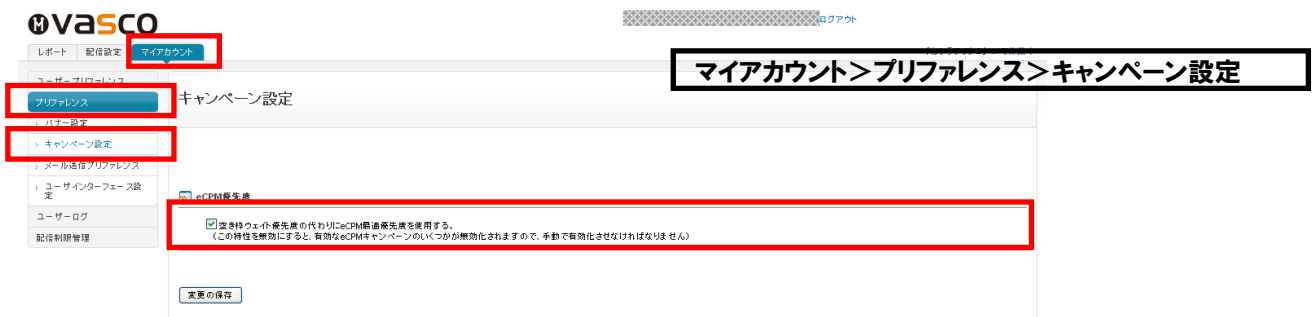 vasco
ログアウト
レポート
配信設定
マイアカウント
マイアカウント＞プリファレンス＞キャンペーン設定
ユーザープリファレンス
プリファレンス
バナー設定
キャンペーン設定
メール送信プリファレンス
ユーザインターフェース設
定
ユーザーログ
配信制限管理
キャンペーン設定
eCPM優先度
空き枠ウェイト優先度の代わりにeCPM最適優先度を使用する。
(この特性を無効にすると、有効なeCPMキャンペーンのいくつかが無効化されますので、手動で有効化させなければなりません)
変更の保存